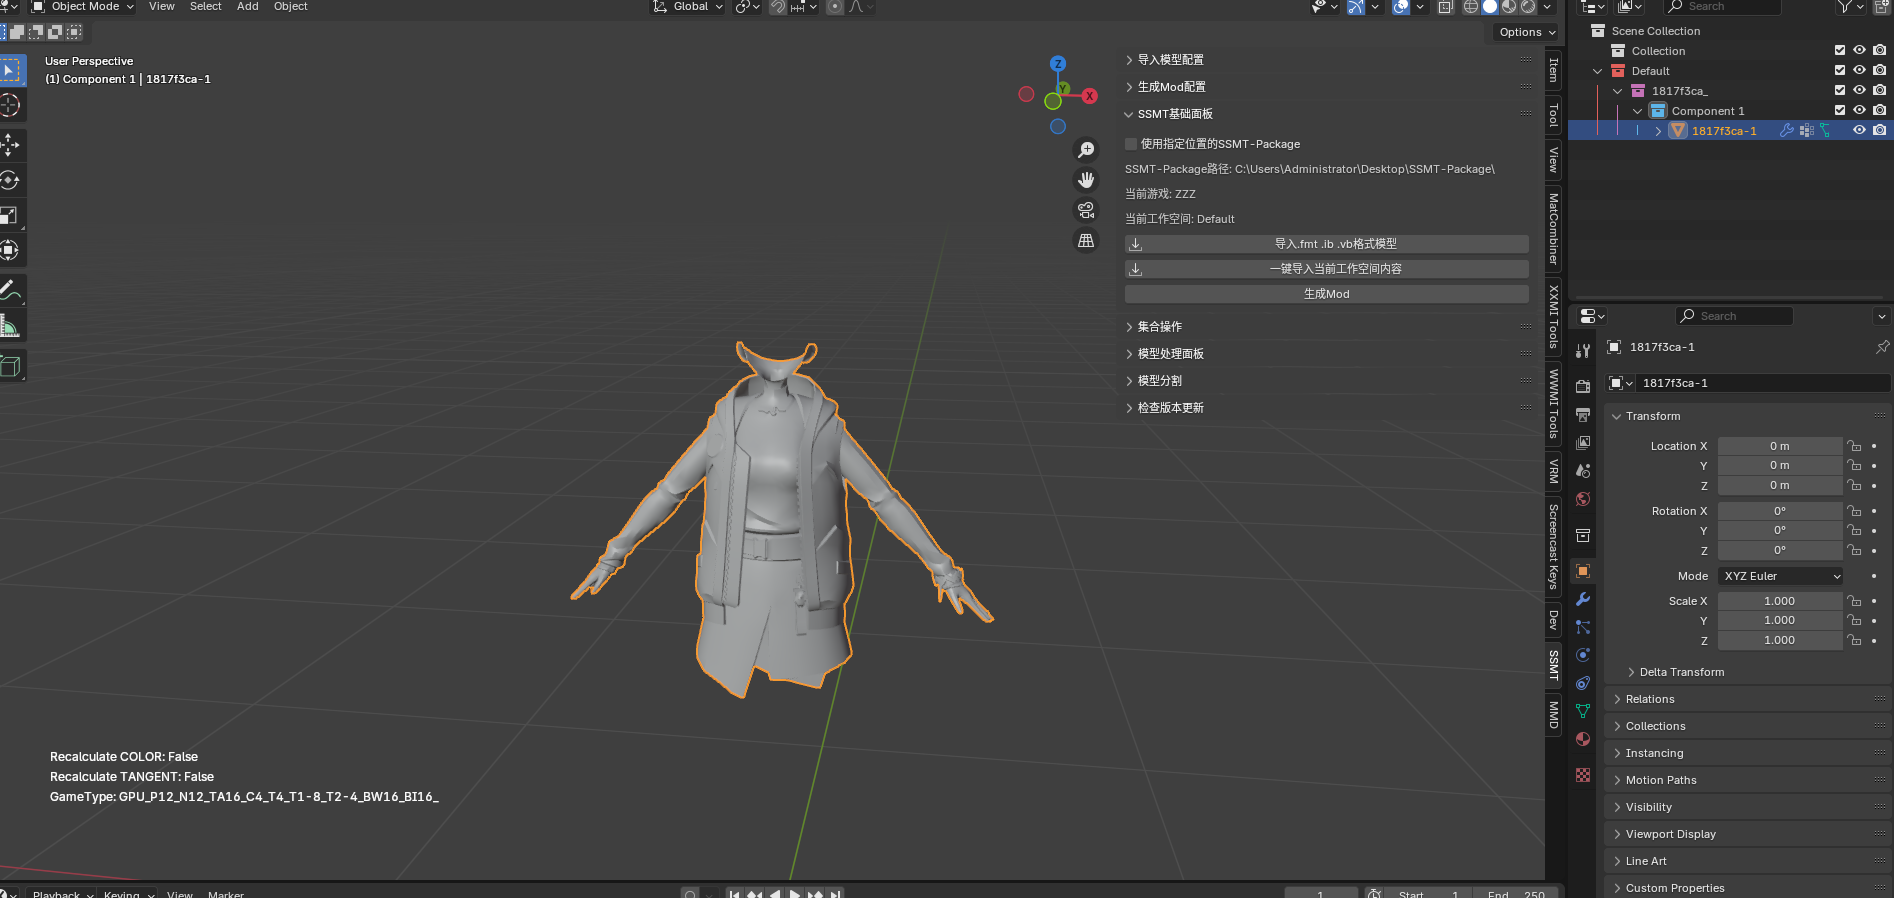 Object Mode View Select Add Object Global
Options
User Perspective
(1) Component 1 | 1817f3ca-1
Z
Y
X
导入模型配置
生成Mod配置
SSMT基础面板
使用指定位置的SSMT-Package
SSMT-Package路径: C:\Users\Administrator\Desktop\SSMT-Package\
当前游戏: ZZZ
当前工作空间: Default
导入.fmt .ib .vb格式模型
一键导入当前工作空间内容
生成Mod
集合操作
模型处理面板
模型分割
检查版本更新
Item
Tool
View
MatCombiner
XXMI Tools
WWMI Tools
VRM
Screencast Keys
Dev
SSMT
MMD
Recalculate COLOR: False
Recalculate TANGENT: False
GameType: GPU_P12_N12_TA16_C4_T4_T1-8_T2-4_BW16_BI16_
Playback Keying View Marker 1 Start 1 End 250
Search
Scene Collection
Collection
Default
1817f3ca_
Component 1
1817f3ca-1
Search
1817f3ca-1
1817f3ca-1
Transform
Location X 0 m
Y 0 m
Z 0 m
Rotation X 0°
Y 0°
Z 0°
Mode XYZ Euler
Scale X 1.000
Y 1.000
Z 1.000
Delta Transform
Relations
Collections
Instancing
Motion Paths
Visibility
Viewport Display
Line Art
Custom Properties